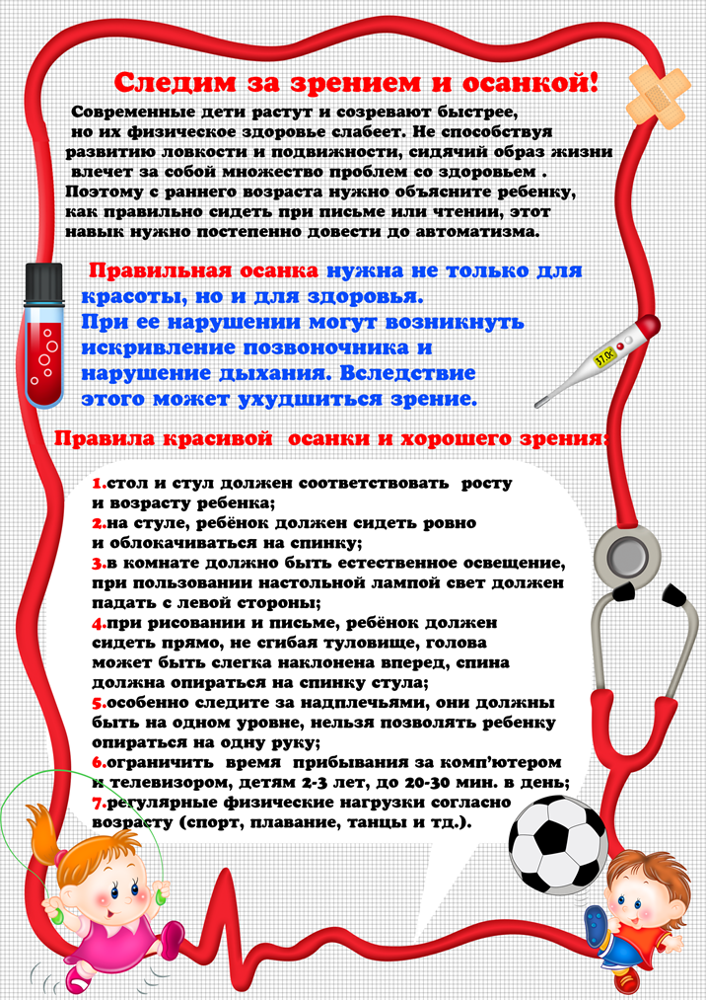 Следим за зрением и осанкой!
Современные дети растут и созревают быстрее,
но их физическое здоровье слабеет. Не способствуя
развитию ловкости и подвижности, сидячий образ жизни
влечет за собой множество проблем со здоровьем .
Поэтому с раннего возраста нужно объясните ребенку,
как правильно сидеть при письме или чтении, этот
навык нужно постепенно довести до автоматизма.
Правильная осанка нужна не только для
красоты, но и для здоровья.
При ее нарушении могут возникнуть
искривление позвоночника и
нарушение дыхания. Вследствие
этого может ухудшиться зрение.
37.0C
Правила красивой осанки и хорошего зрения:
1.стол и стул должен соответствовать росту
и возрасту ребенка;
2.на стуле, ребёнок должен сидеть ровно
и облокачиваться на спинку;
3.в комнате должно быть естественное освещение,
при пользовании настольной лампой свет должен
падать с левой стороны;
4.при рисовании и письме, ребёнок должен
сидеть прямо, не сгибая туловище, голова
может быть слегка наклонена вперед, спина
должна опираться на спинку стула;
5.особенно следите за надплечьями, они должны
быть на одном уровне, нельзя позволять ребенку
опираться на одну руку;
6.ограничить время прибывания за комп’ютером
и телевизором, детям 2-3 лет, до 20-30 мин. в день;
7.регулярные физические нагрузки согласно
возрасту (спорт, плавание, танцы и тд.).